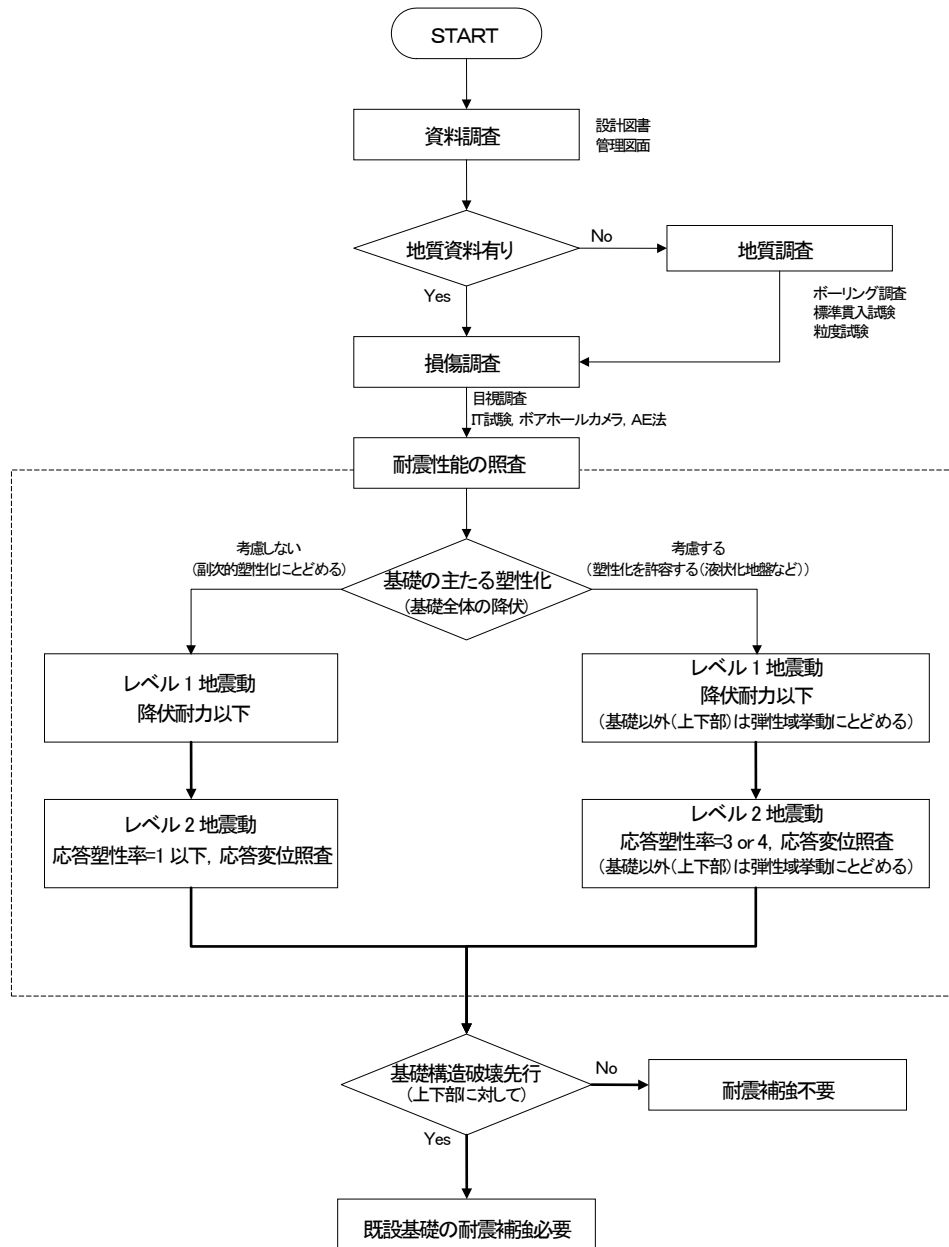 START
資料調査
設計図書
管理図面
地質資料有り
No
地質調査
Yes
ボーリング調査
標準貫入試験
粒度試験
損傷調査
目視調査
IT試験, ボアホールカメラ, AE法
耐震性能の照査
考慮しない
(副次的塑性化にとどめる)
考慮する
(塑性化を許容する(液状化地盤など))
基礎の主たる塑性化
(基礎全体の降伏)
レベル1地震動
降伏耐力以下
レベル1地震動
降伏耐力以下
(基礎以外(上下部)は弾性域挙動にとどめる)
レベル2地震動
応答塑性率=1以下, 応答変位照査
レベル2地震動
応答塑性率=3 or 4, 応答変位照査
(基礎以外(上下部)は弾性域挙動にとどめる)
基礎構造破壊先行
(上下部に対して)
No
耐震補強不要
Yes
既設基礎の耐震補強必要